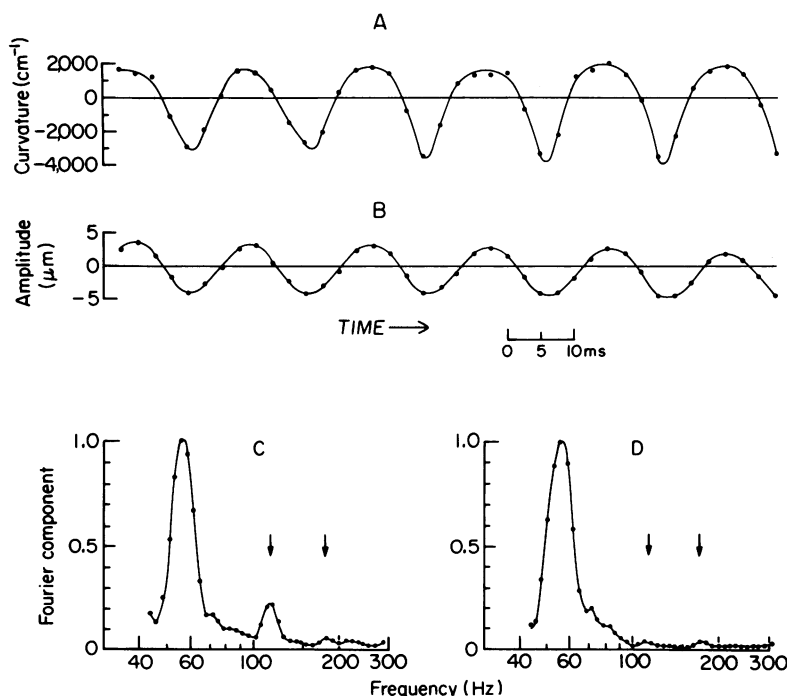 A
Curvature (cm⁻¹)
2,000
0
-2,000
-4,000
B
Amplitude
(μm)
5
0
-5
TIME →
0 5 10 ms
C
Fourier component
1.0
0.5
0
40 60 100 200 300
D
1.0
0.5
0
40 60 100 200 300
Frequency (Hz)